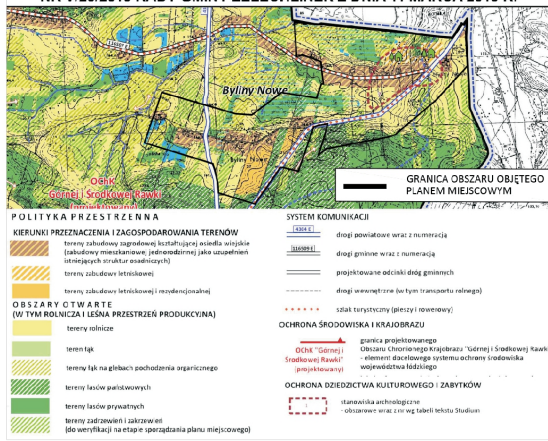 Byliny Nowe
Byliny Nowe
OChK
Górnej i Środkowej Rawki
(projektowany)
GRANICA OBSZARU OBJĘTEGO
PLANEM MIEJSCOWYM
POLITYKA PRZESTRZENNA
KIERUNKI PRZEZNACZENIA I ZAGOSPODAROWANIA TERENÓW
tereny zabudowy zagrodowej kształtującej osiedla wiejskie
(zabudowy mieszkaniowej jednorodzinnej jako uzupełnień
istniejących struktur osadniczych)
tereny zabudowy letniskowej
tereny zabudowy letniskowej i rezydencjonalnej
OBSZARY OTWARTE
(W TYM ROLNICZA I LEŚNA PRZESTRZEŃ PRODUKCYJNA)
tereny rolnicze
teren łąk
tereny łąk na glebach pochodzenia organicznego
tereny lasów państwowych
tereny lasów prywatnych
tereny zadrzewień i zakrzewień
(do weryfikacji na etapie sporządzania planu miejscowego)
SYSTEM KOMUNIKACJI
drogi powiatowe wraz z numeracją
116509 E
drogi gminne wraz z numeracją
projektowane odcinki dróg gminnych
drogi wewnętrzne (w tym transportu rolnego)
szlak turystyczny (pieszy i rowerowy)
OCHRONA ŚRODOWISKA I KRAJOBRAZU
OChK "Górnej i
Środkowej Rawki"
(projektowany)
granica projektowanego
Obszaru Chronionego Krajobrazu "Górnej i Środkowej Rawk
- element docelowego systemu ochrony środowiska
województwa łódzkiego
OCHRONA DZIEDZICTWA KULTUROWEGO I ZABYTKÓW
stanowiska archeologiczne
- obszarowe wraz z nr wg tabeli tekstu Studium